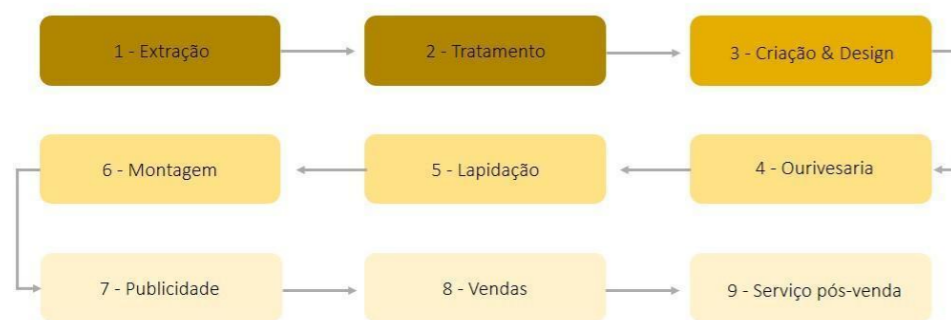 1 - Extração
2 - Tratamento
3 - Criação & Design
4 - Ourivesaria
5 - Lapidação
6 - Montagem
7 - Publicidade
8 - Vendas
9 - Serviço pós-venda